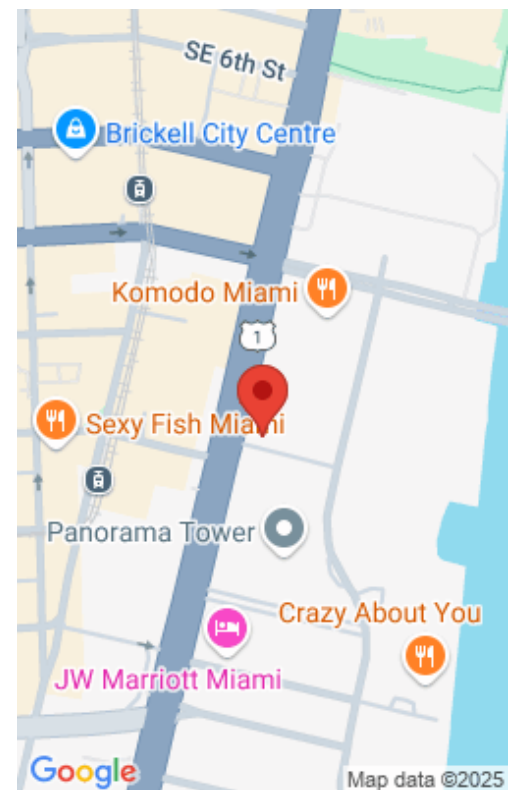 SE 6th St
Brickell City Centre
Komodo Miami
1
Sexy Fish Miami
Panorama Tower
Crazy About You
JW Marriott Miami
Google
Map data ©2025